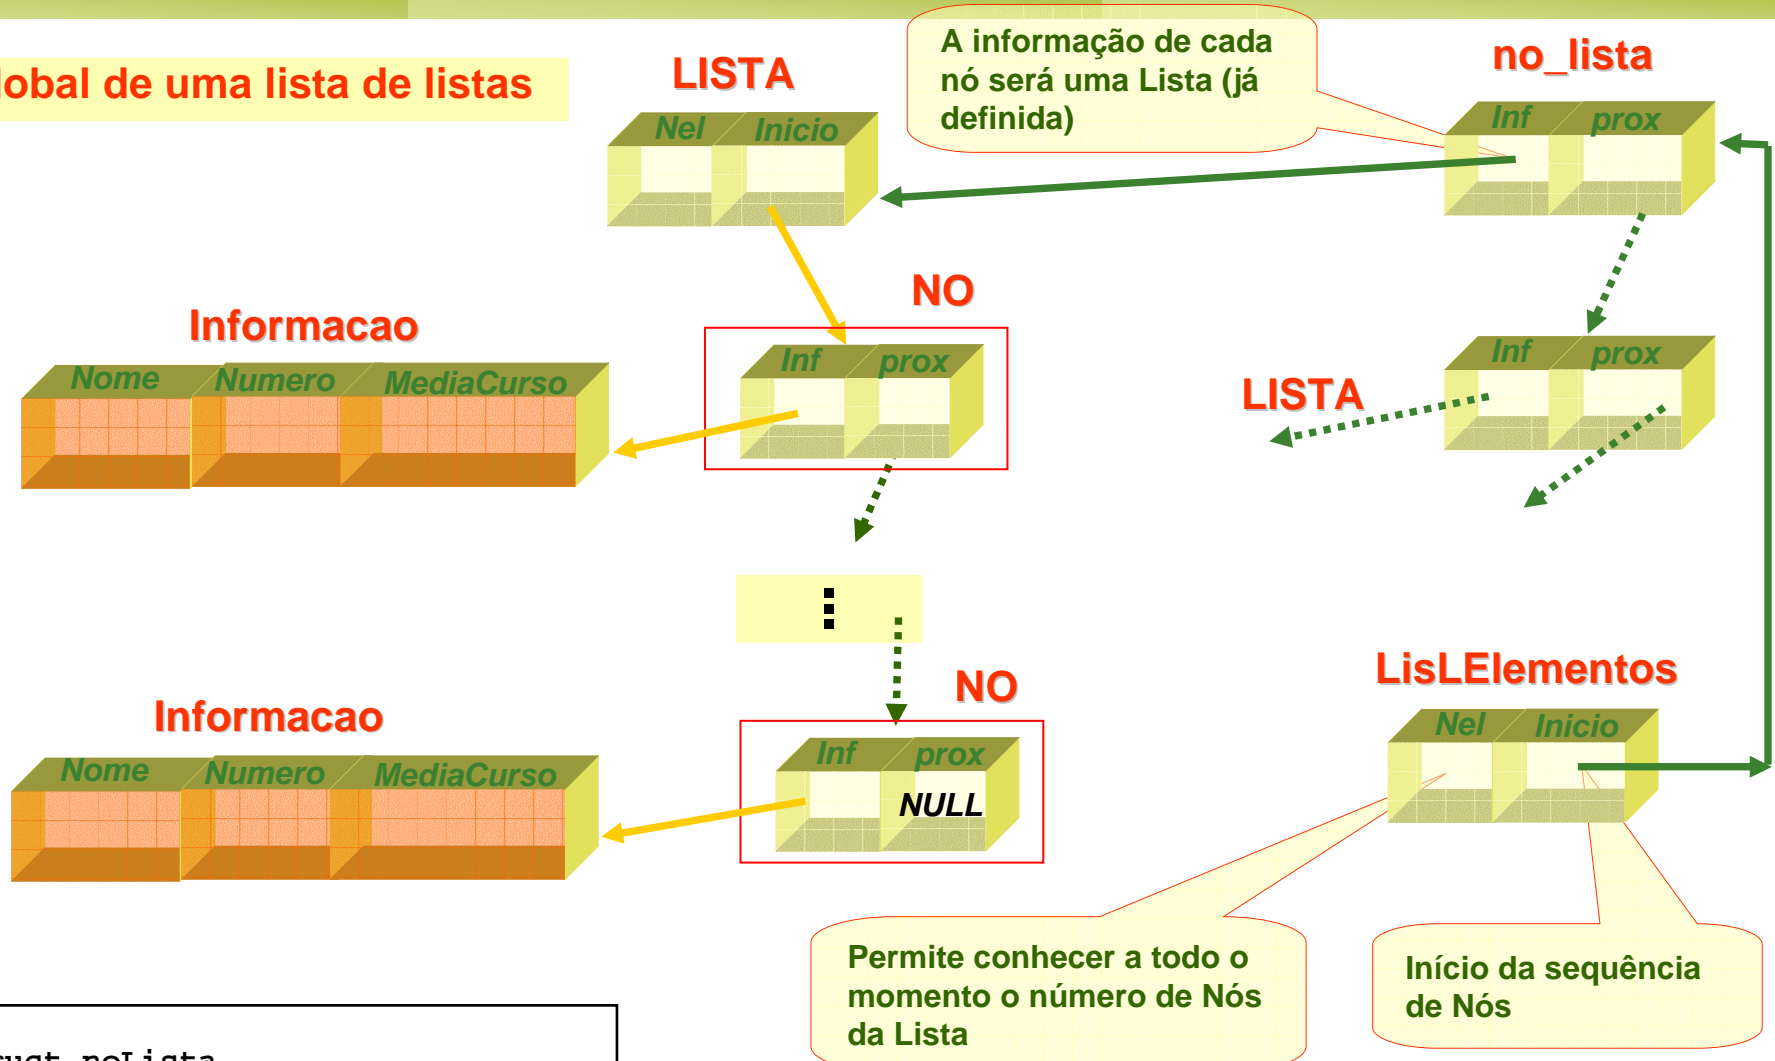 lobal de uma lista de listas
LISTA
A informação de cada
nó será uma Lista (já
definida)
no_lista
Nel Inicio
Inf prox
NO
Informacao
Nome Numero MediaCurso
Inf prox
LISTA
Inf prox
NO
LisLElementos
Informacao
Nel Inicio
Nome Numero MediaCurso
Inf prox
NULL
Permite conhecer a todo o
momento o número de Nós
da Lista
Início da sequência
de Nós